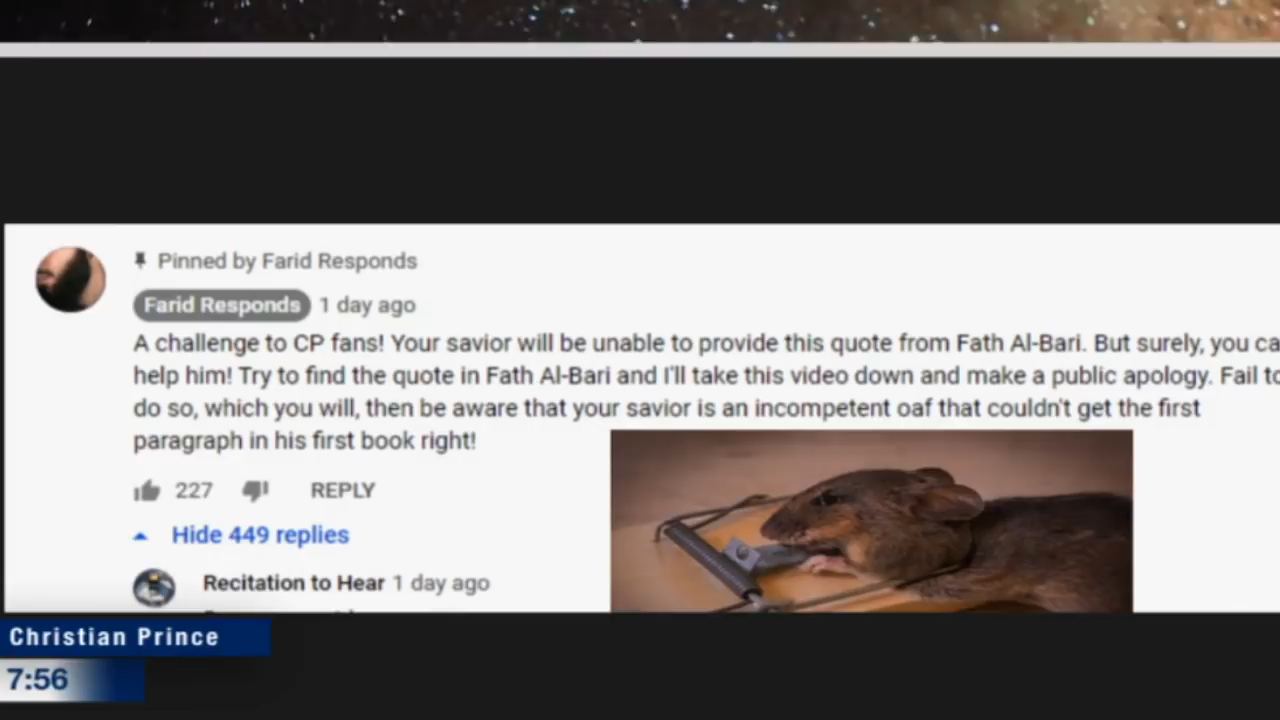 Pinned by Farid Responds
Farid Responds 1 day ago
A challenge to CP fans! Your savior will be unable to provide this quote from Fath Al-Bari. But surely, you ca
help him! Try to find the quote in Fath Al-Bari and I'll take this video down and make a public apology. Fail to
do so, which you will, then be aware that your savior is an incompetent oaf that couldn't get the first
paragraph in his first book right!
227 REPLY
Hide 449 replies
Recitation to Hear 1 day ago
Christian Prince
7:56